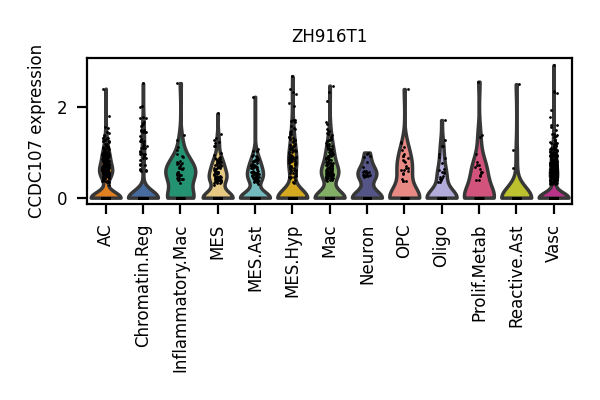 ZH916T1
CCDC107 expression
2
0
AC
Chromatin.Reg
Inflammatory.Mac
MES
MES.Ast
MES.Hyp
Mac
Neuron
OPC
Oligo
Prolif.Metab
Reactive.Ast
Vasc